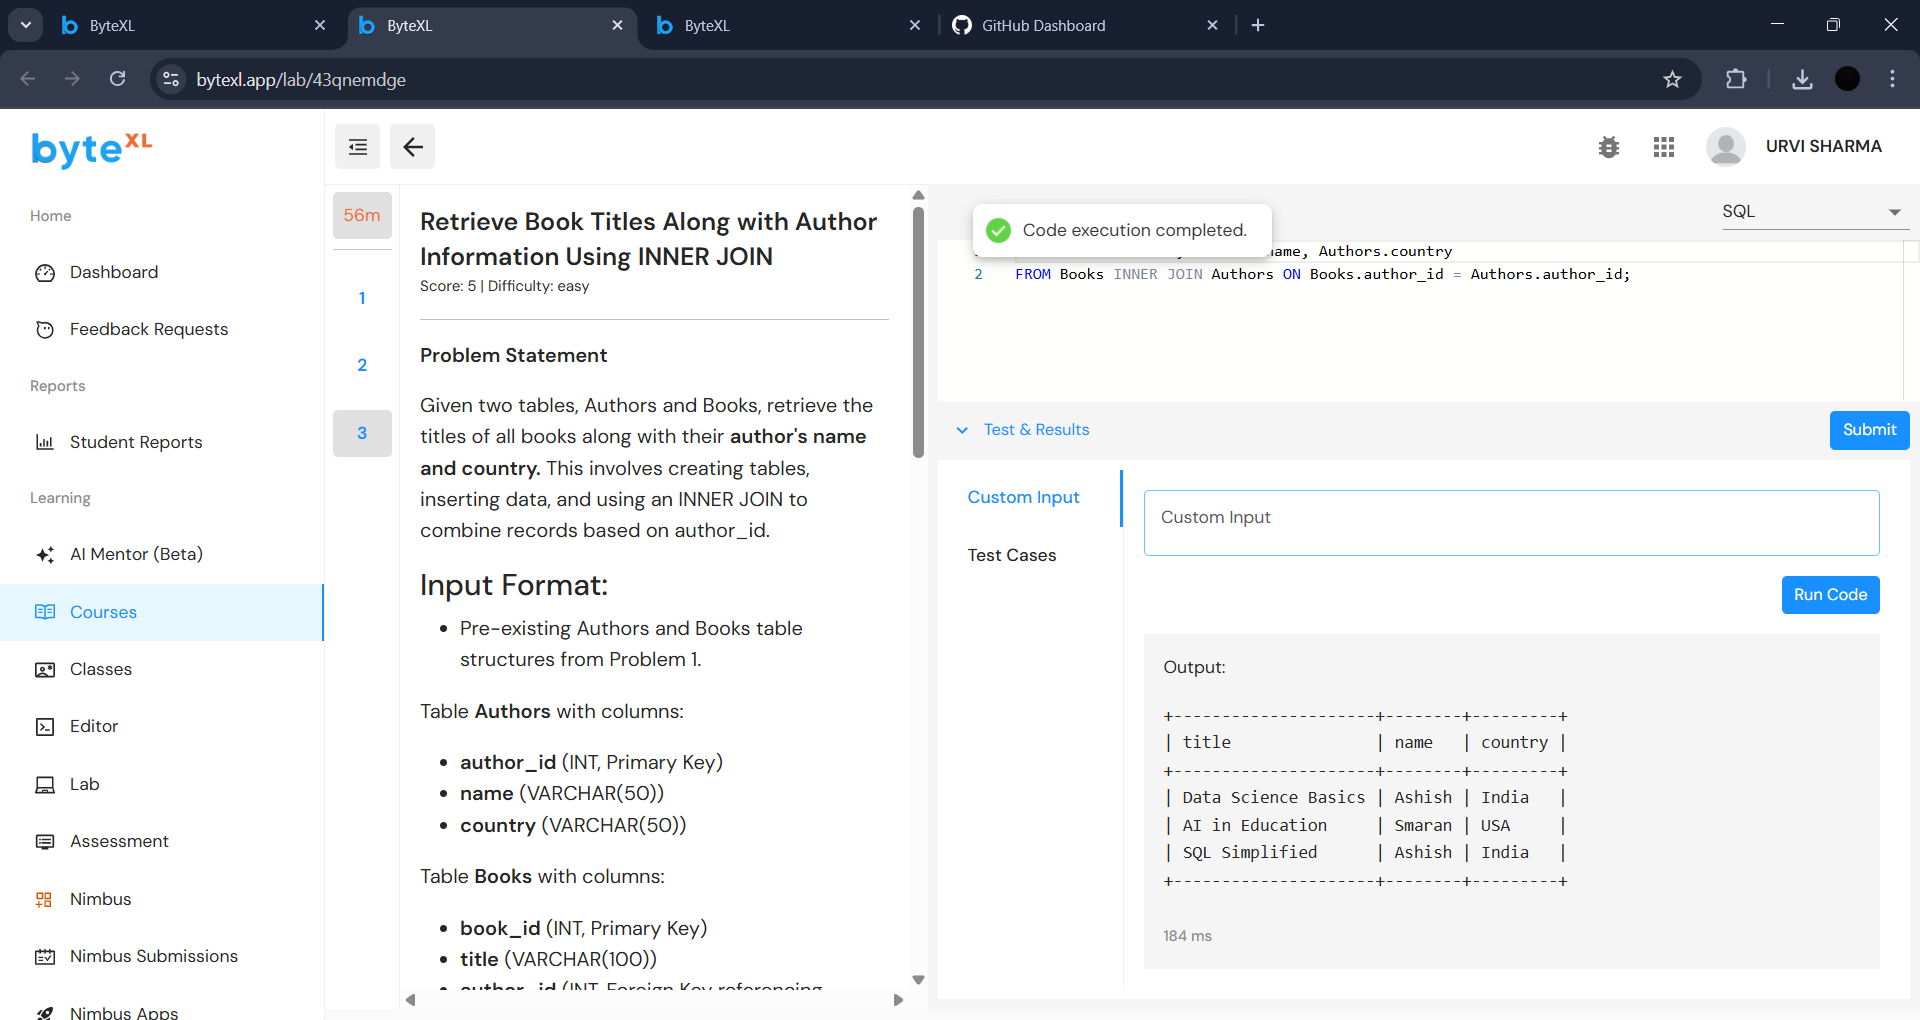 ByteXL
ByteXL
ByteXL
GitHub Dashboard
bytexl.app/lab/43qnemdge
byteXL
URVI SHARMA
Home
Dashboard
Feedback Requests
Reports
Student Reports
Learning
AI Mentor (Beta)
Courses
Classes
Editor
Lab
Assessment
Nimbus
Nimbus Submissions
Nimbus Apps
56m
1
2
3
Retrieve Book Titles Along with Author
Information Using INNER JOIN
Score: 5 | Difficulty: easy
Problem Statement
Given two tables, Authors and Books, retrieve the
titles of all books along with their author's name
and country. This involves creating tables,
inserting data, and using an INNER JOIN to
combine records based on author_id.
Input Format:
• Pre-existing Authors and Books table
structures from Problem 1.
Table Authors with columns:
• author_id (INT, Primary Key)
• name (VARCHAR(50))
• country (VARCHAR(50))
Table Books with columns:
• book_id (INT, Primary Key)
• title (VARCHAR(100))
• author_id (INT, Foreign Key referencing
SQL
Code execution completed.
name, Authors.country
2 FROM Books INNER JOIN Authors ON Books.author_id = Authors.author_id;
Test & Results
Submit
Custom Input
Test Cases
Custom Input
Run Code
Output:
+---------------------+--------+---------+
| title               | name   | country |
+---------------------+--------+---------+
| Data Science Basics | Ashish | India   |
| AI in Education     | Smaran | USA     |
| SQL Simplified      | Ashish | India   |
+---------------------+--------+---------+
184 ms